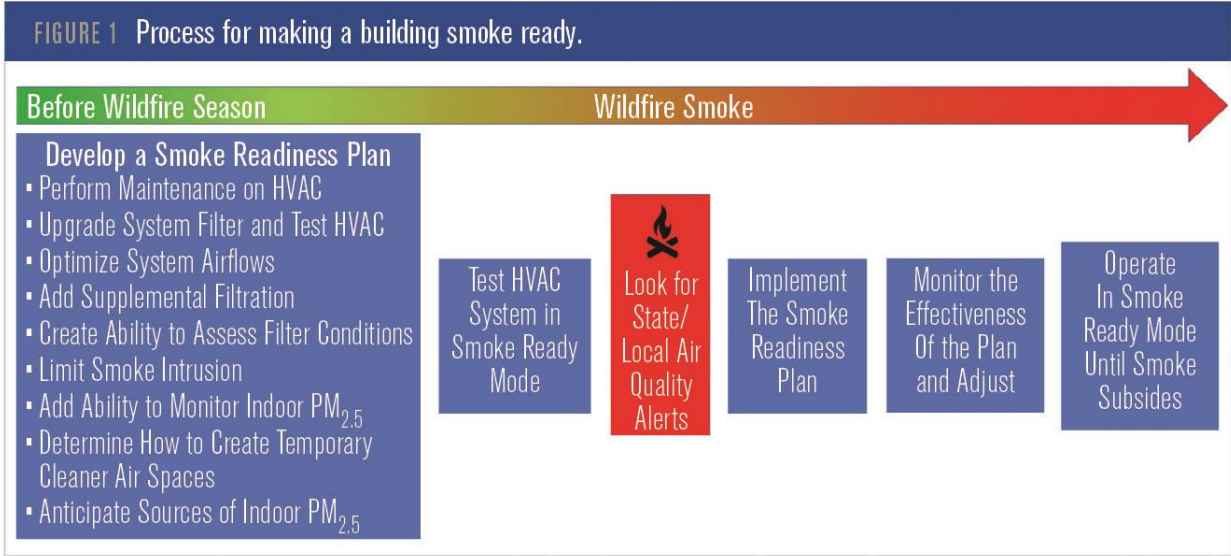 FIGURE 1 Process for making a building smoke ready.
Before Wildfire Season
Wildfire Smoke
Develop a Smoke Readiness Plan
▪ Perform Maintenance on HVAC
▪ Upgrade System Filter and Test HVAC
▪ Optimize System Airflows
▪ Add Supplemental Filtration
▪ Create Ability to Assess Filter Conditions
▪ Limit Smoke Intrusion
▪ Add Ability to Monitor Indoor PM₂.₅
▪ Determine How to Create Temporary
Cleaner Air Spaces
▪ Anticipate Sources of Indoor PM₂.₅
Test HVAC
System in
Smoke Ready
Mode
Look for
State/
Local Air
Quality
Alerts
Implement
The Smoke
Readiness
Plan
Monitor the
Effectiveness
Of the Plan
and Adjust
Operate
In Smoke
Ready Mode
Until Smoke
Subsides